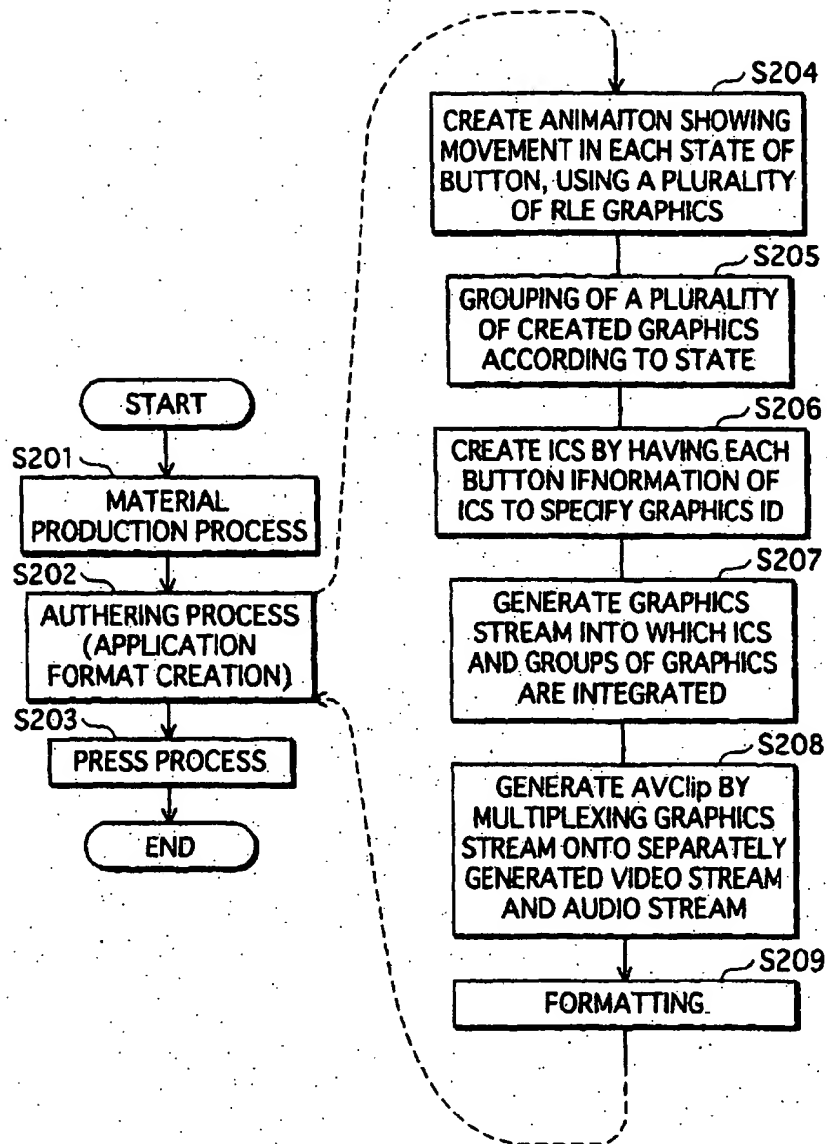 START
S201
MATERIAL
PRODUCTION PROCESS
S202
AUTHERING PROCESS
(APPLICATION
FORMAT CREATION)
S203
PRESS PROCESS
END
S204
CREATE ANIMAITON SHOWING
MOVEMENT IN EACH STATE OF
BUTTON, USING A PLURALITY
OF RLE GRAPHICS
S205
GROUPING OF A PLURALITY
OF CREATED GRAPHICS
ACCORDING TO STATE
S206
CREATE ICS BY HAVING EACH
BUTTON IFNORMATION OF
ICS TO SPECIFY GRAPHICS ID
S207
GENERATE GRAPHICS
STREAM INTO WHICH ICS
AND GROUPS OF GRAPHICS
ARE INTEGRATED
S208
GENERATE AVClip BY
MULTIPLEXING GRAPHICS
STREAM ONTO SEPARATELY
GENERATED VIDEO STREAM
AND AUDIO STREAM
S209
FORMATTING